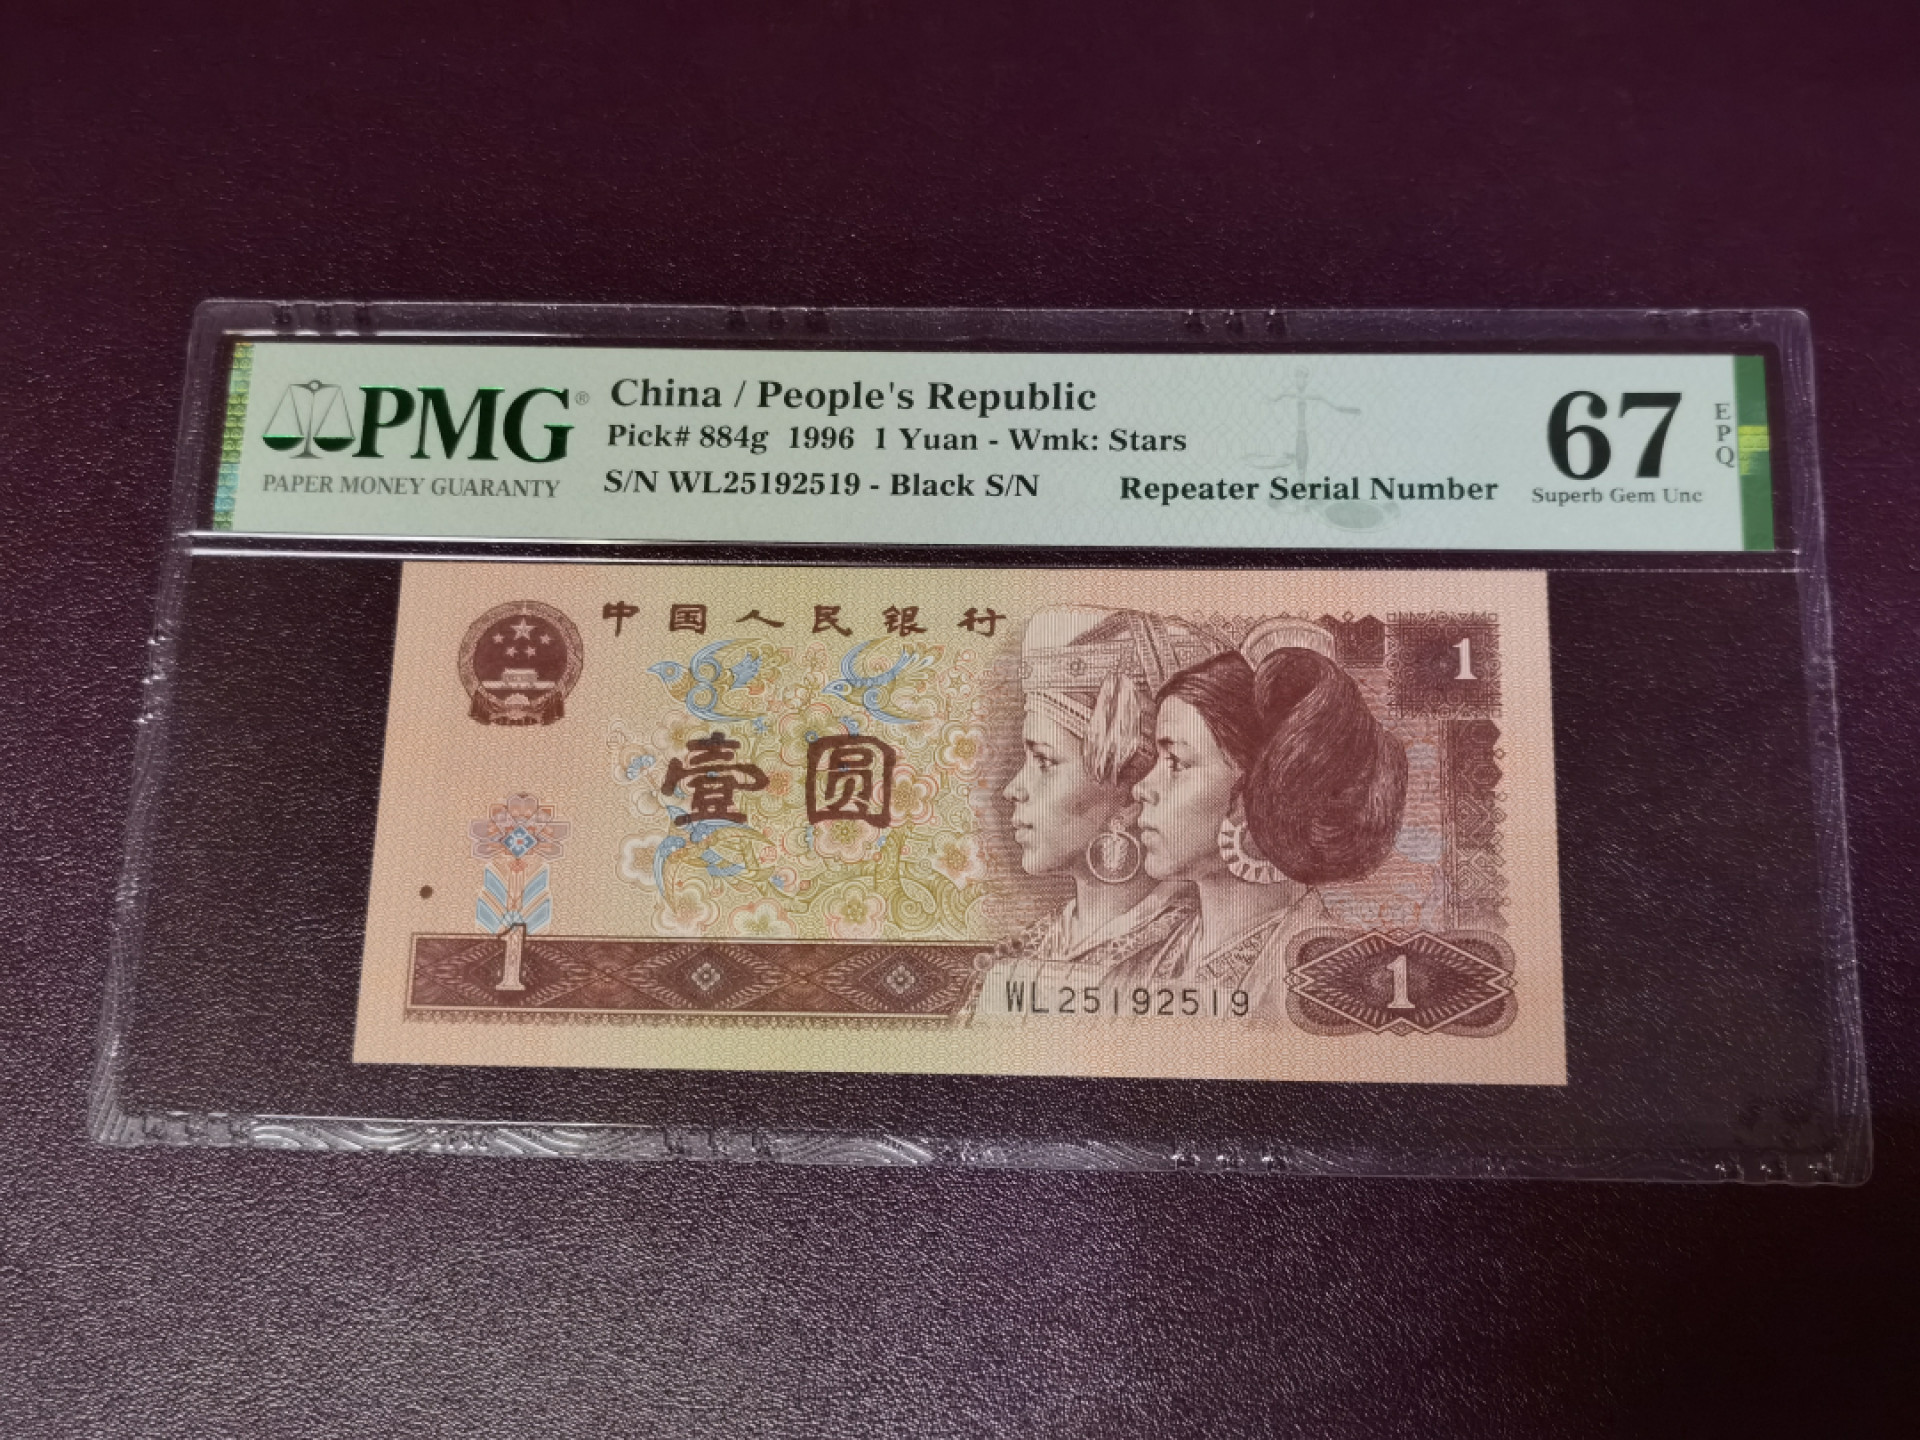 PMG®
PAPER MONEY GUARANTY
China / People's Republic
Pick# 884g 1996 1 Yuan - Wmk: Stars
S/N WL25192519 - Black S/N
Repeater Serial Number
67
EPQ
Superb Gem Unc
中国人民银行
1
壹圆
1
WL25192519
1